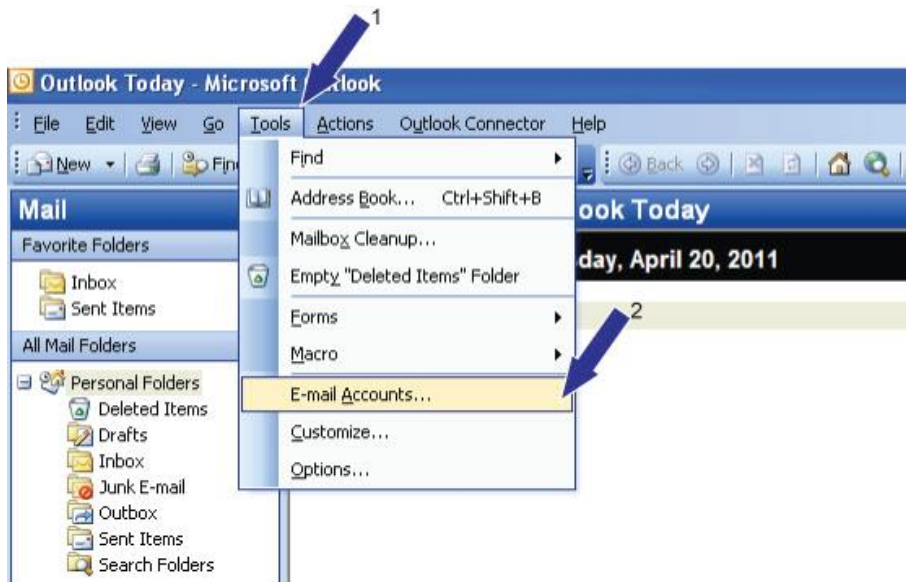 1
Outlook Today - Microsoft Outlook
File Edit View Go Tools Actions Outlook Connector Help
New Back
Find
Mail
Address Book... Ctrl+Shift+B
ook Today
Favorite Folders
Mailbox Cleanup...
day, April 20, 2011
Inbox
Empty "Deleted Items" Folder
Sent Items
Forms
2
All Mail Folders
Macro
Personal Folders
E-mail Accounts...
Deleted Items
Drafts
Customize...
Inbox
Options...
Junk E-mail
Outbox
Sent Items
Search Folders